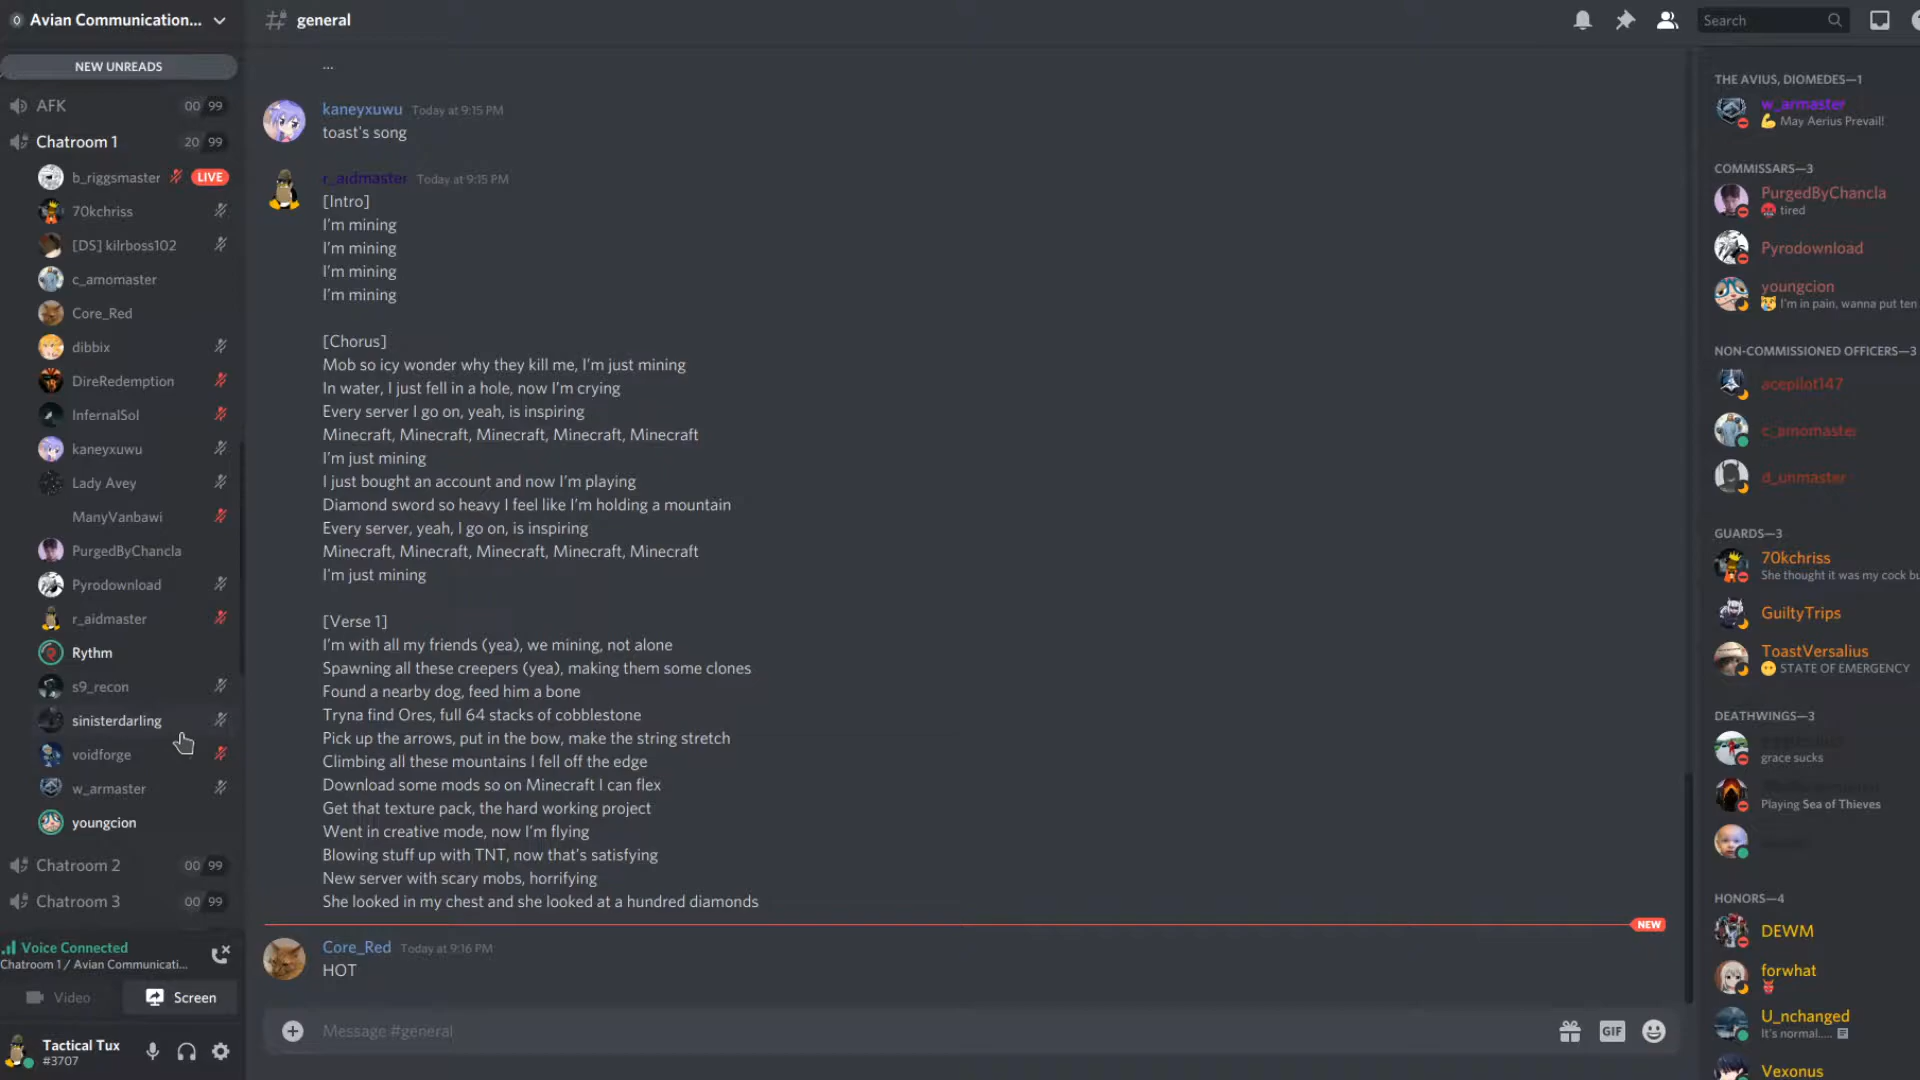 Avian Communication...
NEW UNREADS
AFK 00 99
Chatroom 1 20 99
b_riggsmaster LIVE
70kchriss
[DS] kilrboss102
c_amomaster
Core_Red
dibbix
DireRedemption
InfernalSol
kaneyxuwu
Lady Avey
ManyVanbawi
PurgedByChancla
Pyrodownload
r_aidmaster
Rythm
s9_recon
sinisterdarling
voidforge
w_armaster
youngcion
Chatroom 2 00 99
Chatroom 3 00 99
Voice Connected
Chatroom 1 / Avian Communicati...
Video Screen
Tactical Tux
#3707
general
Search
...
kaneyxuwu Today at 9:15 PM
toast's song
r_aidmaster Today at 9:15 PM
[Intro]
I'm mining
I'm mining
I'm mining
I'm mining
[Chorus]
Mob so icy wonder why they kill me, I'm just mining
In water, I just fell in a hole, now I'm crying
Every server I go on, yeah, is inspiring
Minecraft, Minecraft, Minecraft, Minecraft, Minecraft
I'm just mining
I just bought an account and now I'm playing
Diamond sword so heavy I feel like I'm holding a mountain
Every server, yeah, I go on, is inspiring
Minecraft, Minecraft, Minecraft, Minecraft, Minecraft
I'm just mining
[Verse 1]
I'm with all my friends (yea), we mining, not alone
Spawning all these creepers (yea), making them some clones
Found a nearby dog, feed him a bone
Tryna find Ores, full 64 stacks of cobblestone
Pick up the arrows, put in the bow, make the string stretch
Climbing all these mountains I fell off the edge
Download some mods so on Minecraft I can flex
Get that texture pack, the hard working project
Went in creative mode, now I'm flying
Blowing stuff up with TNT, now that's satisfying
New server with scary mobs, horrifying
She looked in my chest and she looked at a hundred diamonds
NEW
Core_Red Today at 9:16 PM
HOT
Message #general
GIF
THE AVIUS, DIOMEDES—1
w_armaster
May Aerius Prevail!
COMMISSARS—3
PurgedByChancla
tired
Pyrodownload
youngcion
I'm in pain, wanna put ten
NON-COMMISSIONED OFFICERS—3
acepilot147
c_amomaster
d_unmaster
GUARDS—3
70kchriss
She thought it was my cock bu
GuiltyTrips
ToastVersalius
STATE OF EMERGENCY
DEATHWINGS—3
grace sucks
Playing Sea of Thieves
HONORS—4
DEWM
forwhat
U_nchanged
It's normal.....
Vexonus